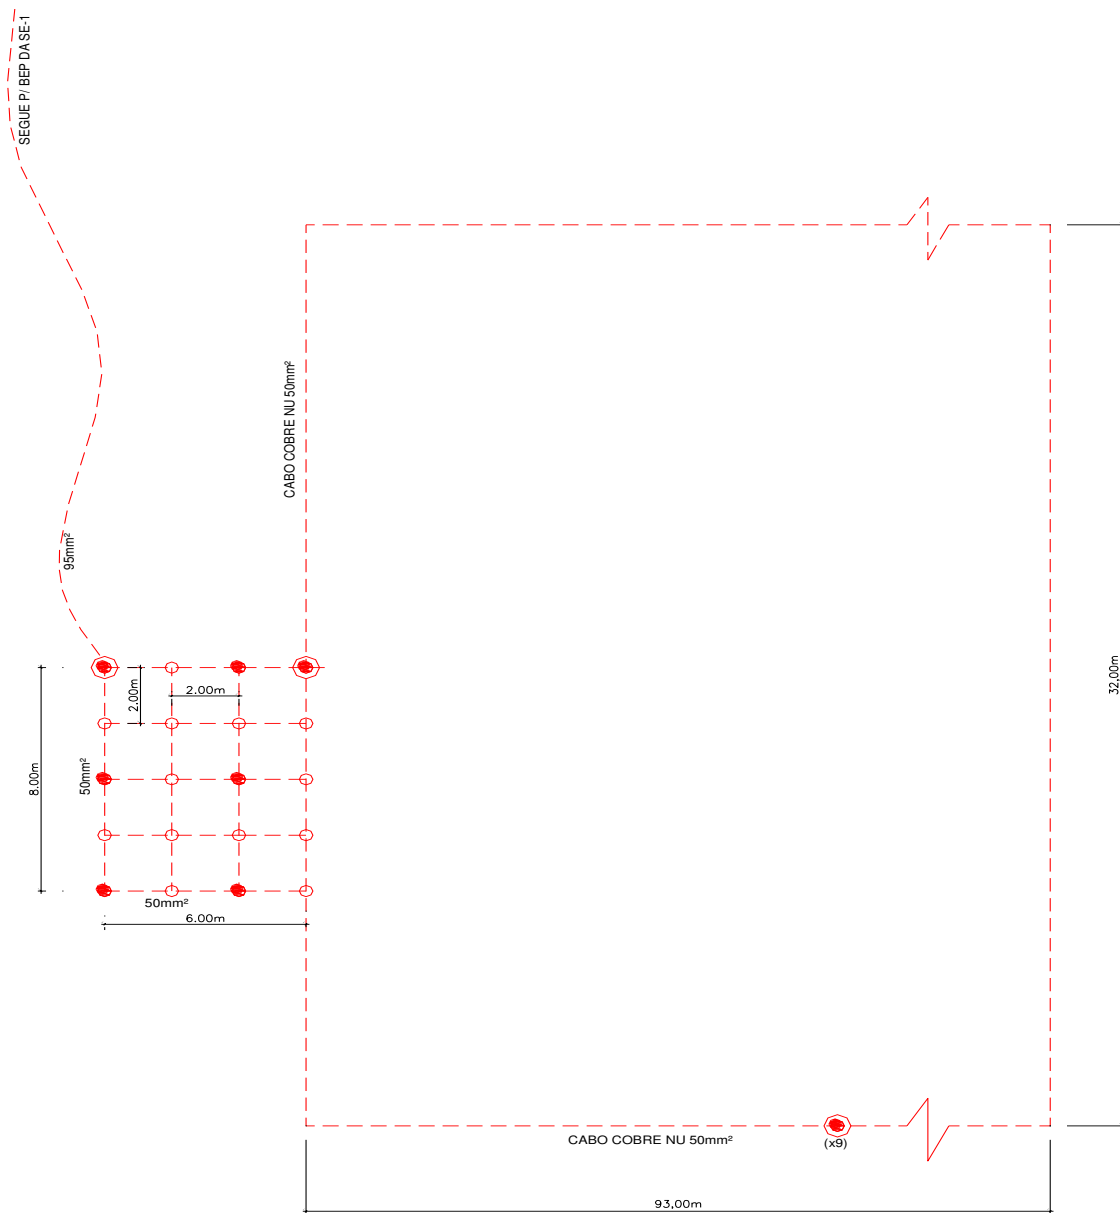 SEGUE P/ BEP DA SE-1
CABO COBRE NU 50mm²
95mm²
32,00m
2.00m
2.00m
8.00m
50mm²
50mm²
6.00m
CABO COBRE NU 50mm²
(x9)
93,00m